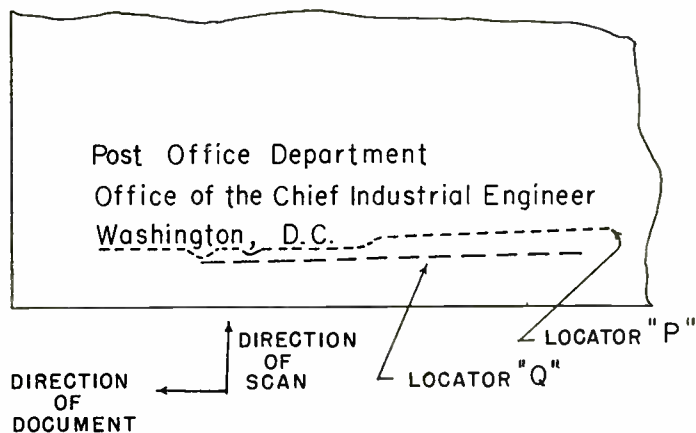 Post Office Department
Office of the Chief Industrial Engineer
Washington, D.C.
DIRECTION
OF
SCAN
DIRECTION
OF
DOCUMENT
LOCATOR "Q"
LOCATOR "P"